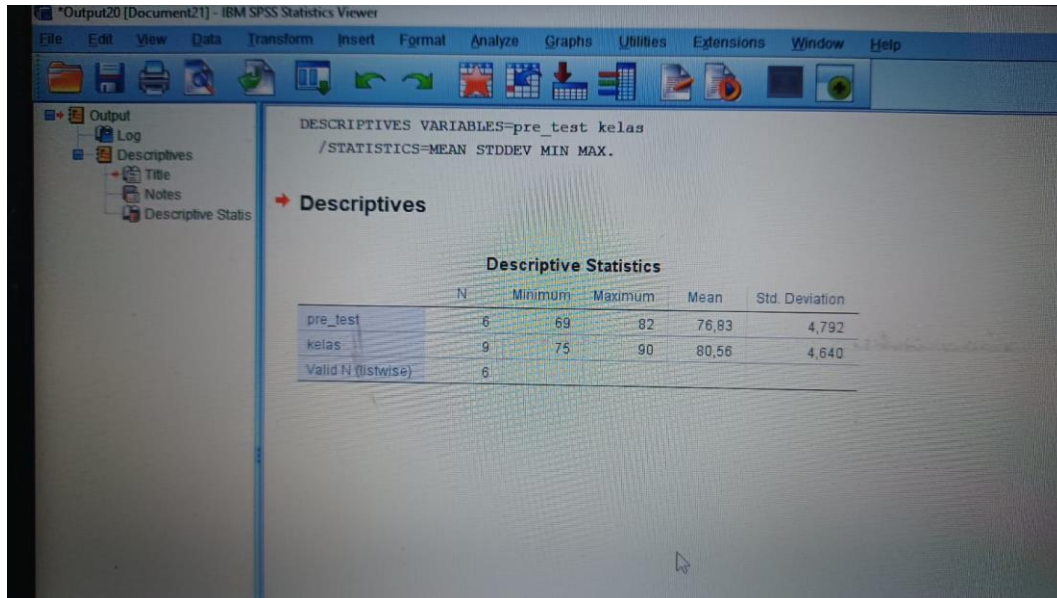 *Output20 [Document21] - IBM SPSS Statistics Viewer
File Edit View Data Transform Insert Format Analyze Graphs Utilities Extensions Window Help
Output
Log
Descriptives
Title
Notes
Descriptive Statis
DESCRIPTIVES VARIABLES=pre_test kelas
/STATISTICS=MEAN STDDEV MIN MAX.
Descriptives
Descriptive Statistics
N Minimum Maximum Mean Std. Deviation
pre_test 6 69 82 76,83 4,792
kelas 9 75 90 80,56 4,640
Valid N (listwise) 6